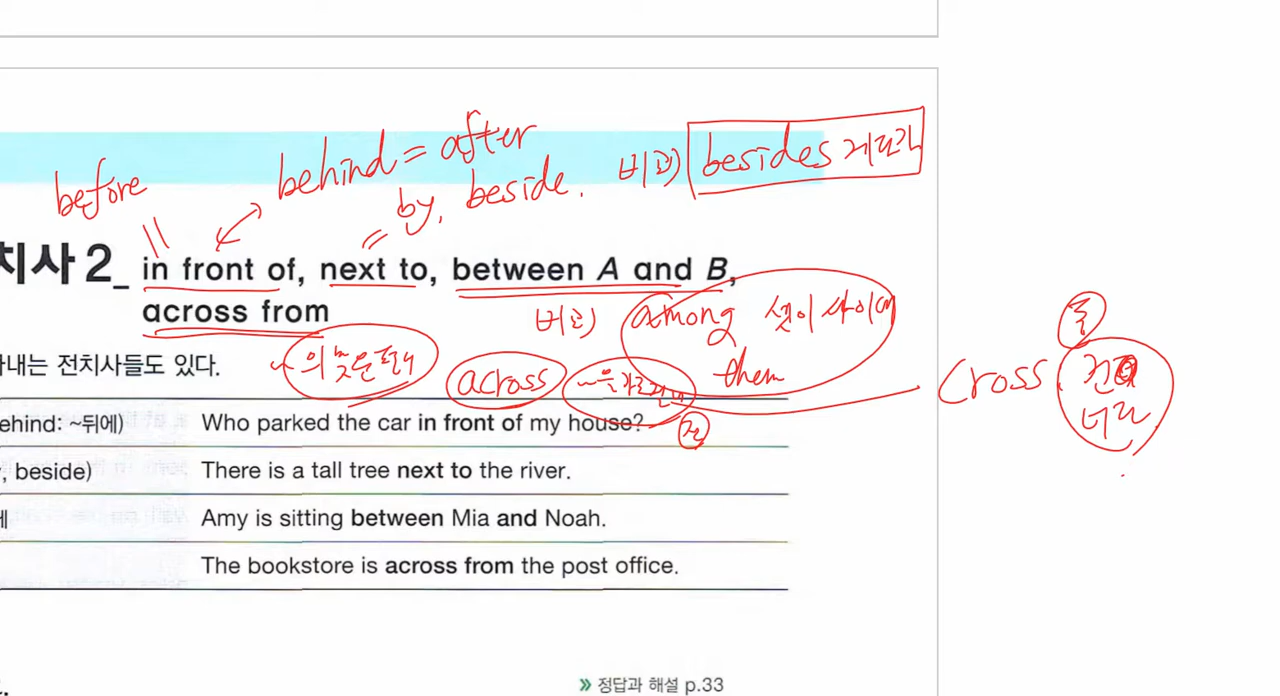 before
behind = after
= by, beside.
비교) besides 게다가
치사 2_ in front of, next to, between A and B,
across from
비교) among 셋이 사이에
them
나내는 전치사들도 있다.
~의 맞은편에
across
~을 가로질러
전
cross
동
건너다
ehind: ~뒤에)
Who parked the car in front of my house?
, beside)
There is a tall tree next to the river.
에
Amy is sitting between Mia and Noah.
The bookstore is across from the post office.
» 정답과 해설 p.33